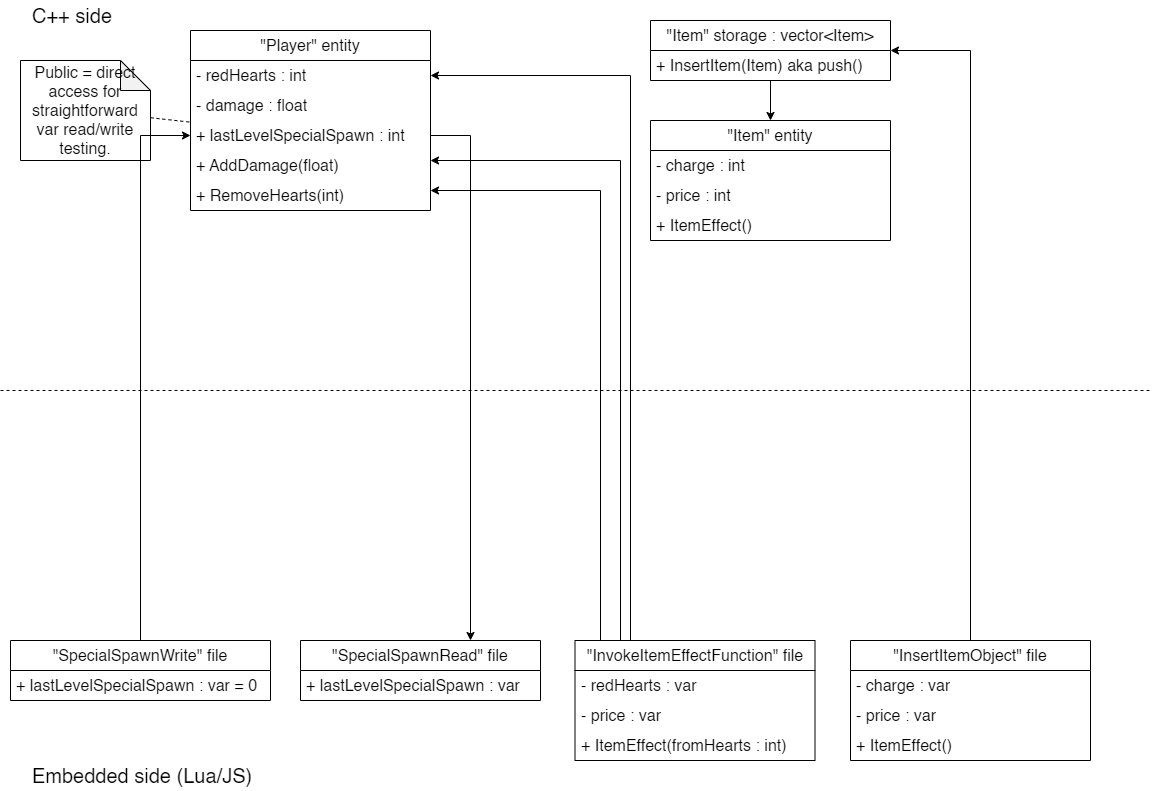 C++ side
Public = direct
access for
straightforward
var read/write
testing.
"Player" entity
- redHearts : int
- damage : float
+ lastLevelSpecialSpawn : int
+ AddDamage(float)
+ RemoveHearts(int)
"Item" storage : vector<Item>
+ InsertItem(Item) aka push()
"Item" entity
- charge : int
- price : int
+ ItemEffect()
"SpecialSpawnWrite" file
+ lastLevelSpecialSpawn : var = 0
"SpecialSpawnRead" file
+ lastLevelSpecialSpawn : var
"InvokeItemEffectFunction" file
- redHearts : var
- price : var
+ ItemEffect(fromHearts : int)
"InsertItemObject" file
- charge : var
- price : var
+ ItemEffect()
Embedded side (Lua/JS)